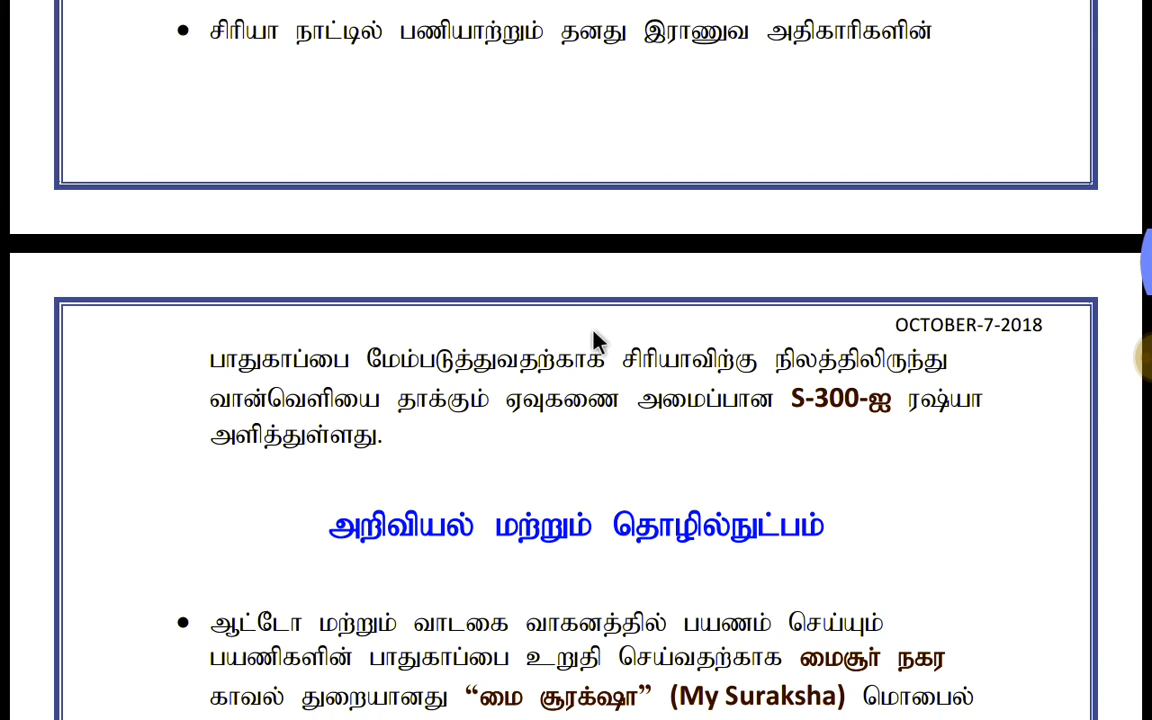 • சிரியா நாட்டில் பணியாற்றும் தனது இராணுவ அதிகாரிகளின்
OCTOBER-7-2018
பாதுகாப்பை மேம்படுத்துவதற்காக சிரியாவிற்கு நிலத்திலிருந்து
வான்வெளியை தாக்கும் ஏவுகணை அமைப்பான S-300-ஐ ரஷ்யா
அளித்துள்ளது.
அறிவியல் மற்றும் தொழில்நுட்பம்
• ஆட்டோ மற்றும் வாடகை வாகனத்தில் பயணம் செய்யும்
பயணிகளின் பாதுகாப்பை உறுதி செய்வதற்காக மைசூர் நகர
காவல் துறையானது “மை சூரக்ஷா” (My Suraksha) மொபைல்